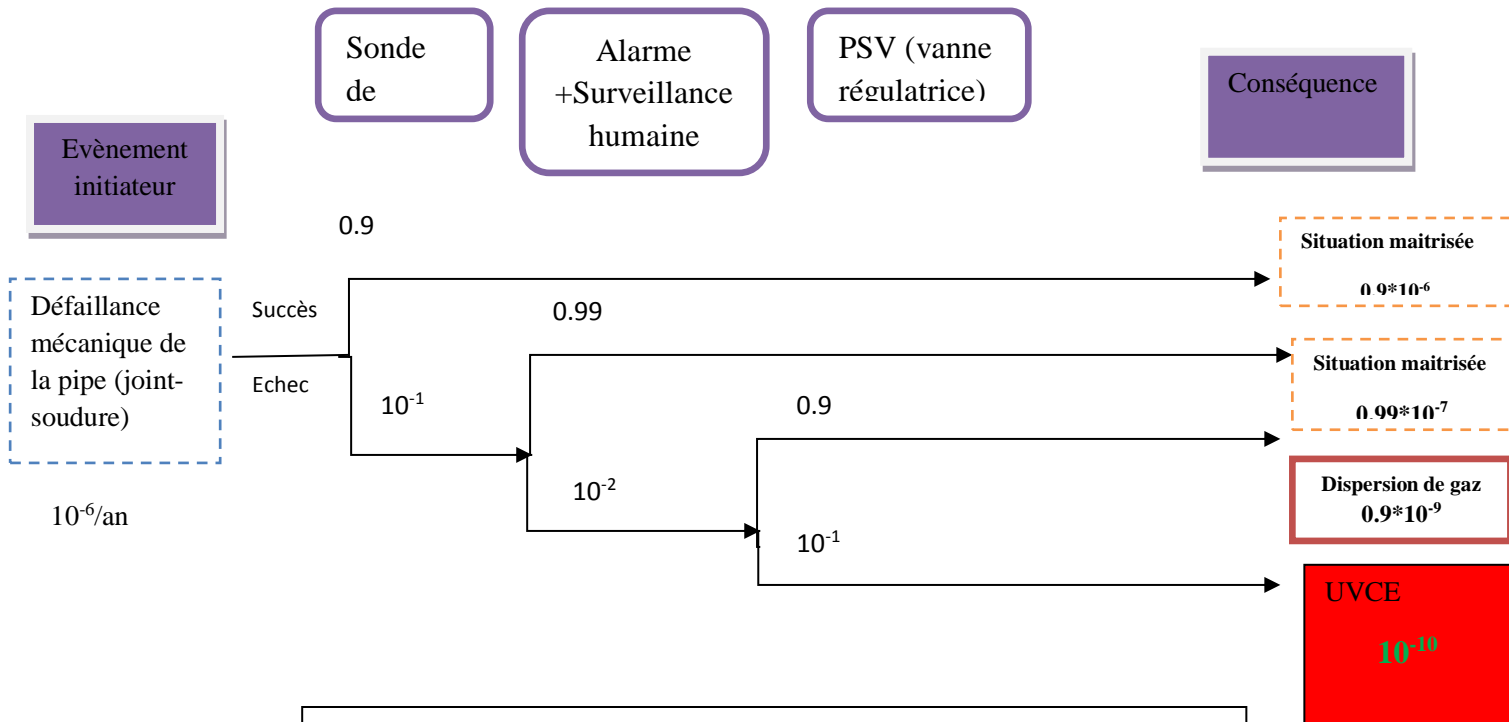 Sonde
de
Alarme
+Surveillance
humaine
PSV (vanne
régulatrice)
Conséquence
Evènement
initiateur
0.9
Situation maitrisée
0.9*10⁻⁶
Défaillance
mécanique de
la pipe (joint-
soudure)
Succès
0.99
Echec
Situation maitrisée
0.99*10⁻⁷
10⁻¹
0.9
Dispersion de gaz
0.9*10⁻⁹
10⁻²
10⁻⁶/an
10⁻¹
UVCE
10⁻¹⁰